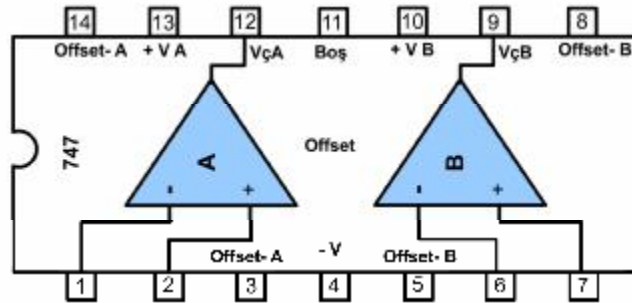 14 13 12 11 10 9 8
Offset- A + V A VçA Boş + V B VçB Offset- B
747 A Offset B
- + - +
Offset- A - V Offset- B
1 2 3 4 5 6 7